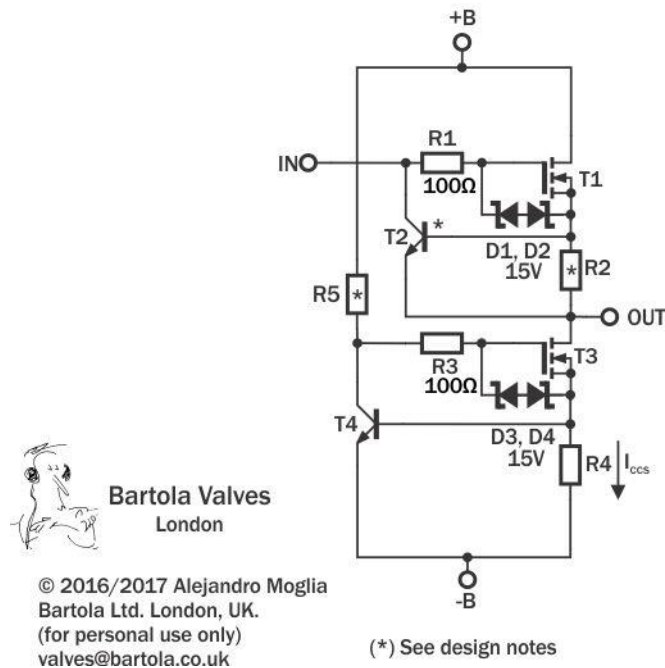 +B
R1
IN
100Ω
T1
T2
*
D1, D2
15V
*
R2
R5
*
OUT
R3
100Ω
T3
T4
D3, D4
15V
R4
Iccs
Bartola Valves
London
-B
© 2016/2017 Alejandro Moglia
Bartola Ltd. London, UK.
(for personal use only)
valves@bartola.co.uk
(*) See design notes